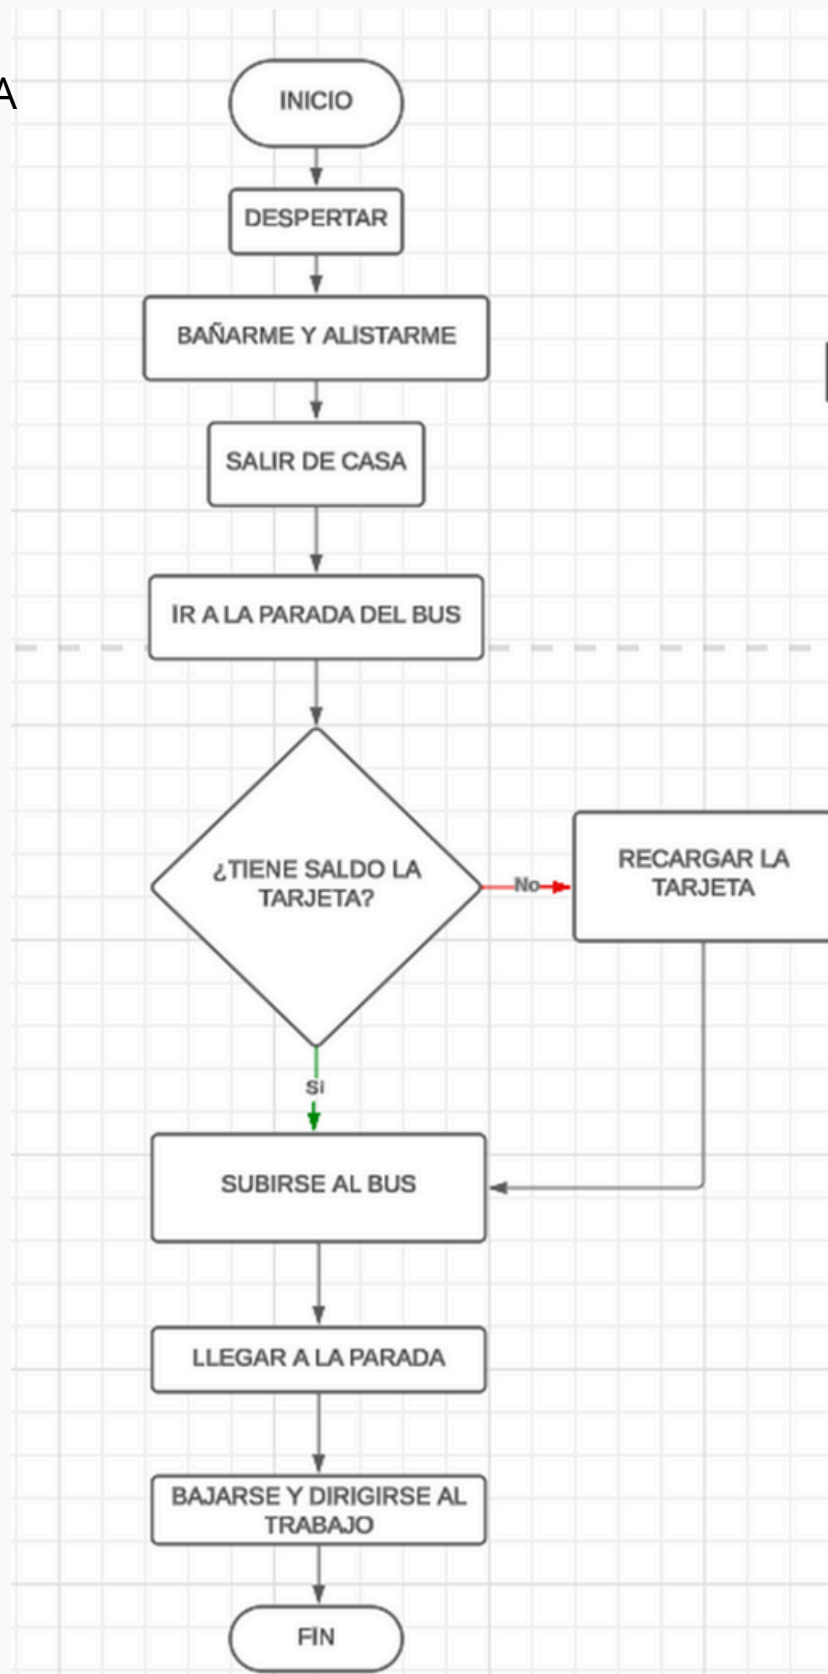 A
INICIO
DESPERTAR
BAÑARME Y ALISTARME
SALIR DE CASA
IR A LA PARADA DEL BUS
¿TIENE SALDO LA
TARJETA?
No
RECARGAR LA
TARJETA
Si
SUBIRSE AL BUS
LLEGAR A LA PARADA
BAJARSE Y DIRIGIRSE AL
TRABAJO
FIN